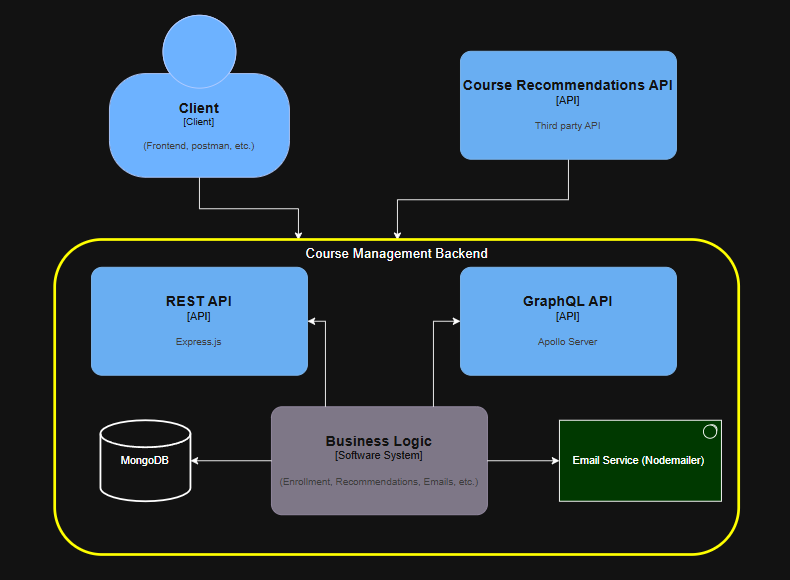 Client
[Client]
(Frontend, postman, etc.)
Course Recommendations API
[API]
Third party API
Course Management Backend
REST API
[API]
Express.js
GraphQL API
[API]
Apollo Server
Business Logic
[Software System]
(Enrollment, Recommendations, Emails, etc.)
MongoDB
Email Service (Nodemailer)